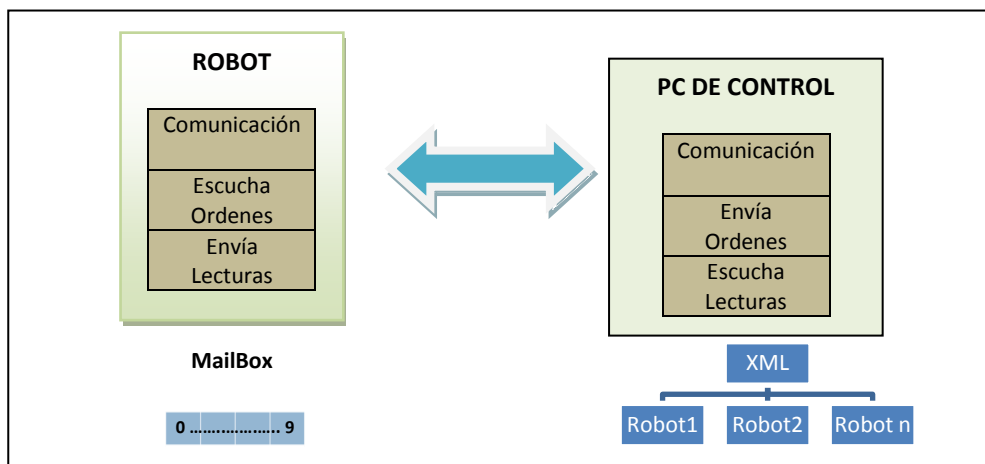 ROBOT
Comunicación
Escucha
Ordenes
Envía
Lecturas
MailBox
0 ................... 9
PC DE CONTROL
Comunicación
Envía
Ordenes
Escucha
Lecturas
XML
Robot1
Robot2
Robot n